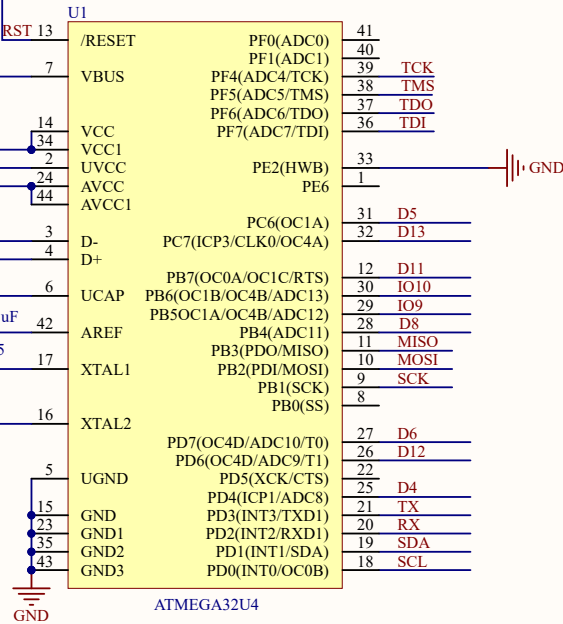 U1
RST 13 /RESET PF0(ADC0) 41
PF1(ADC1) 40
7 VBUS PF4(ADC4/TCK) 39 TCK
PF5(ADC5/TMS) 38 TMS
PF6(ADC6/TDO) 37 TDO
14 VCC PF7(ADC7/TDI) 36 TDI
34 VCC1
2 UVCC PE2(HWB) 33 GND
24 AVCC PE6 1
44 AVCC1
PC6(OC1A) 31 D5
3 D- PC7(ICP3/CLK0/OC4A) 32 D13
4 D+
PB7(OC0A/OC1C/RTS) 12 D11
6 UCAP PB6(OC1B/OC4B/ADC13) 30 IO10
uF PB5OC1A/OC4B/ADC12) 29 IO9
42 AREF PB4(ADC11) 28 D8
5 PB3(PDO/MISO) 11 MISO
17 XTAL1 PB2(PDI/MOSI) 10 MOSI
PB1(SCK) 9 SCK
PB0(SS) 8
16 XTAL2
PD7(OC4D/ADC10/T0) 27 D6
PD6(OC4D/ADC9/T1) 26 D12
5 UGND PD5(XCK/CTS) 22
PD4(ICP1/ADC8) 25 D4
15 GND PD3(INT3/TXD1) 21 TX
23 GND1 PD2(INT2/RXD1) 20 RX
35 GND2 PD1(INT1/SDA) 19 SDA
43 GND3 PD0(INT0/OC0B) 18 SCL
ATMEGA32U4
GND